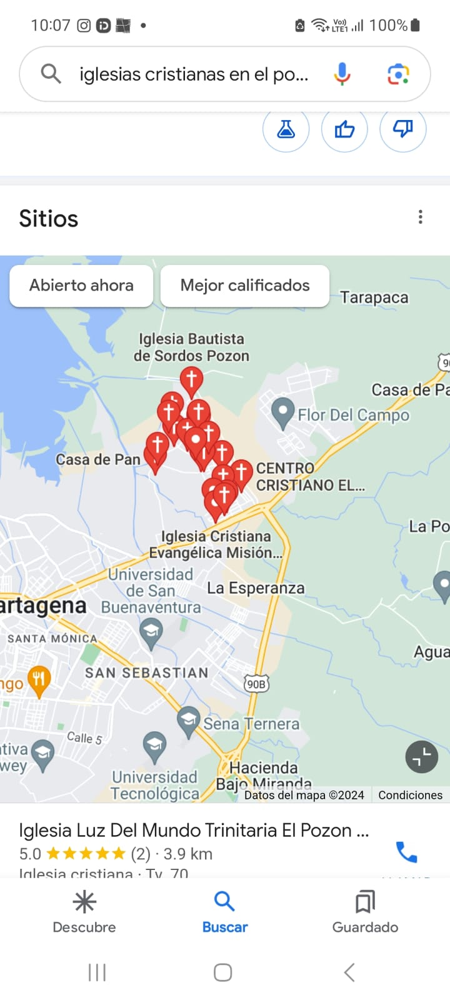 10:07
Vo)) LTE1
100%
iglesias cristianas en el po...
Sitios
Abierto ahora
Mejor calificados
Tarapaca
Iglesia Bautista
de Sordos Pozon
Casa de Pa
Flor Del Campo
Casa de Pan
CENTRO
CRISTIANO EL...
La Po
Iglesia Cristiana
Evangélica Misión...
Universidad
de San
Buenaventura
La Esperanza
artagena
SANTA MÓNICA
Agua
SAN SEBASTIAN
ngo
90B
Sena Ternera
Calle 5
tiva
wey
Universidad
Tecnológica
Hacienda
Bajo Miranda
Datos del mapa ©2024
Condiciones
Iglesia Luz Del Mundo Trinitaria El Pozon ...
5.0 ★★★★★ (2) · 3.9 km
Iglesia cristiana · Tv. 70
Descubre
Buscar
Guardado